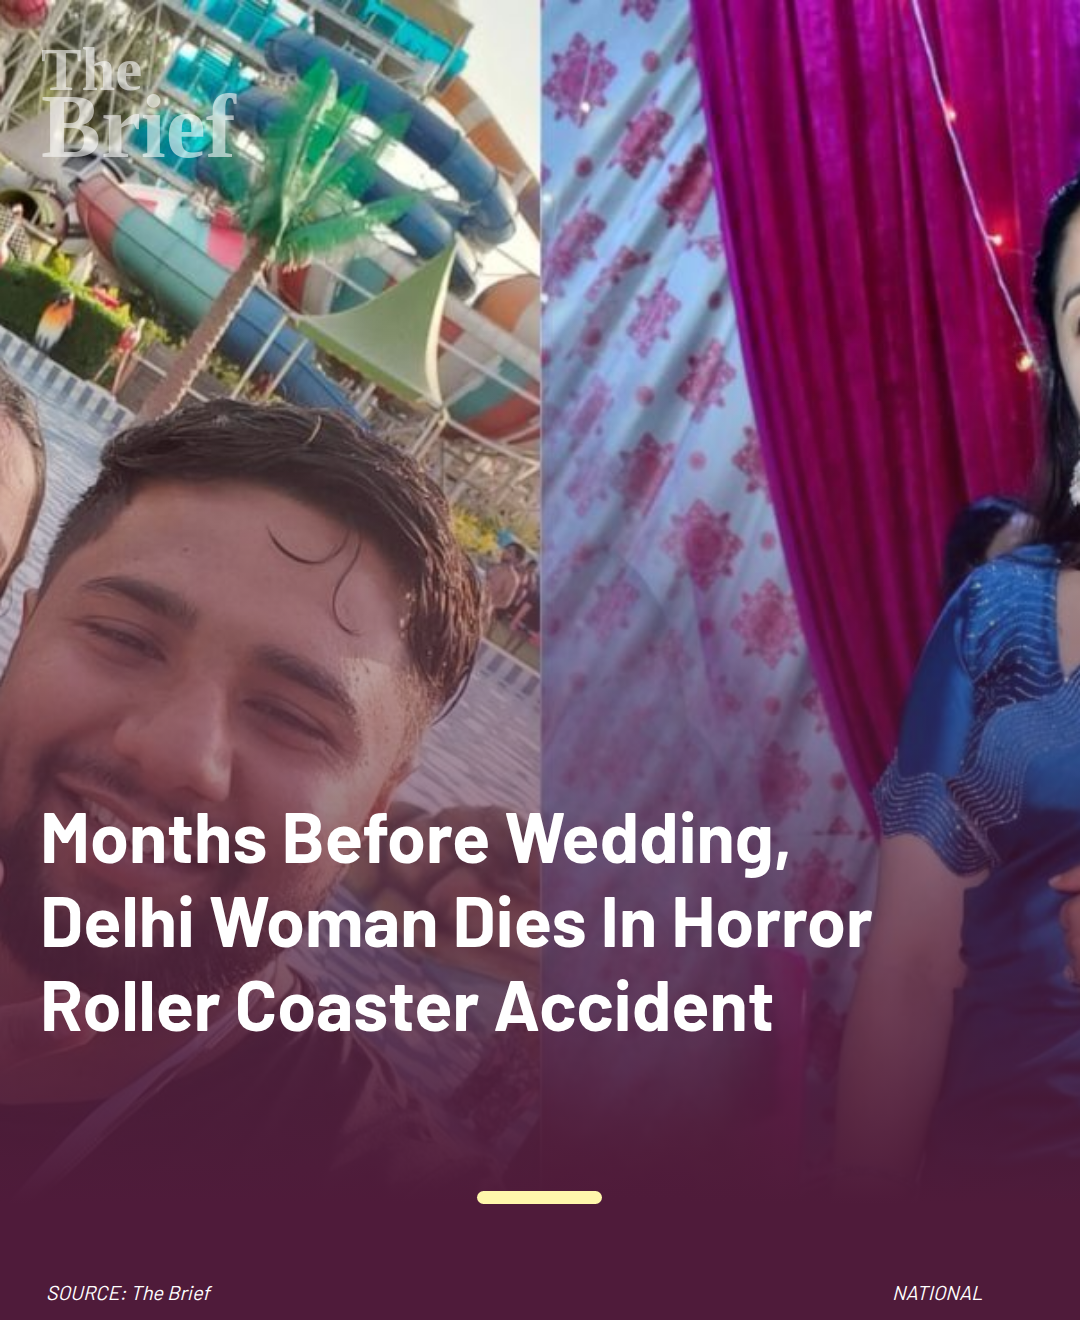 The
Brief
Months Before Wedding,
Delhi Woman Dies In Horror
Roller Coaster Accident
SOURCE: The Brief
NATIONAL